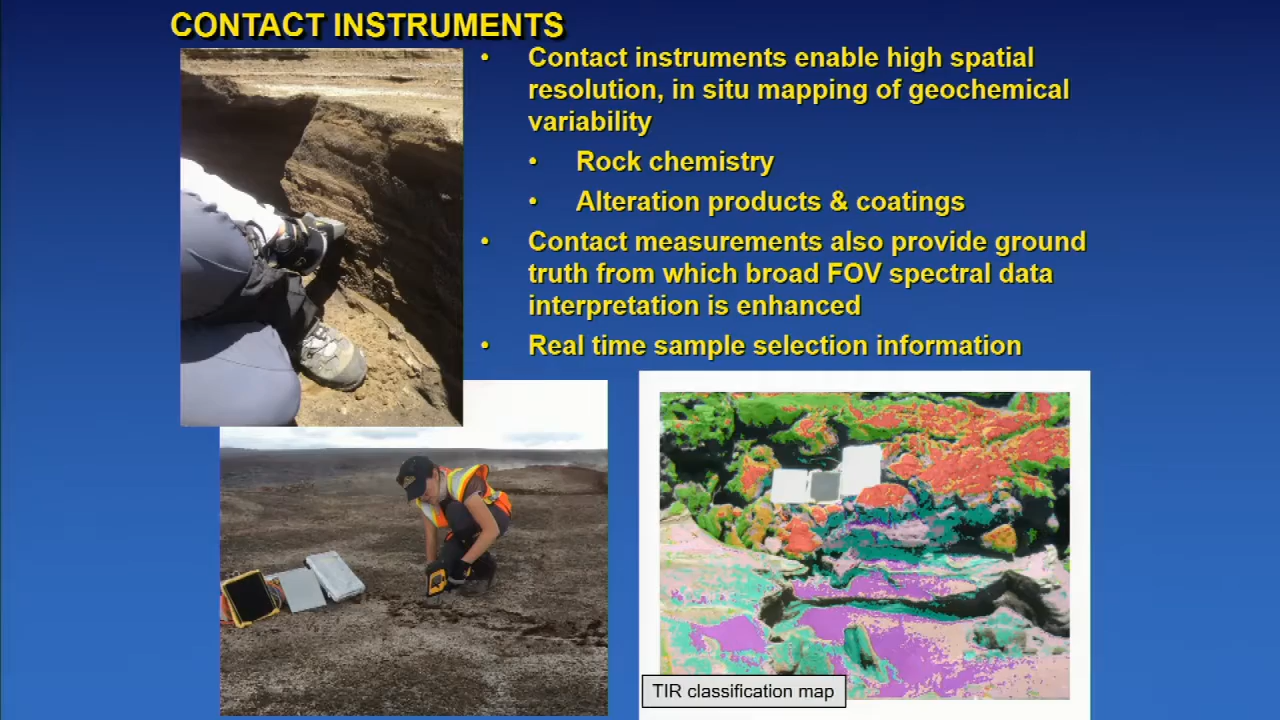 CONTACT INSTRUMENTS
• Contact instruments enable high spatial
resolution, in situ mapping of geochemical
variability
• Rock chemistry
• Alteration products & coatings
• Contact measurements also provide ground
truth from which broad FOV spectral data
interpretation is enhanced
• Real time sample selection information
TIR classification map